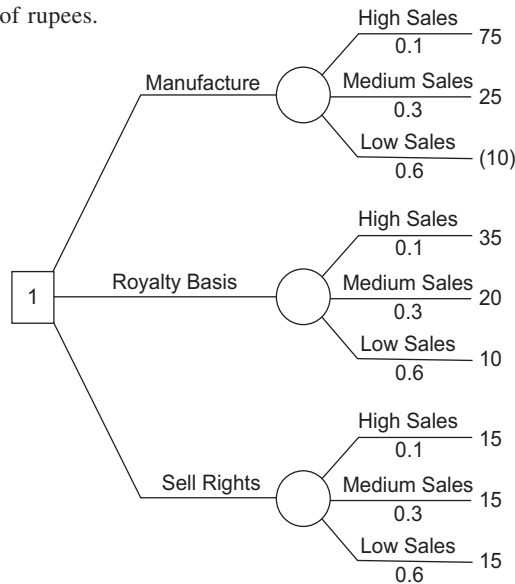 of rupees.
High Sales
0.1
75
Manufacture
Medium Sales
0.3
25
Low Sales
0.6
(10)
High Sales
0.1
35
1
Royalty Basis
Medium Sales
0.3
20
Low Sales
0.6
10
High Sales
0.1
15
Sell Rights
Medium Sales
0.3
15
Low Sales
0.6
15